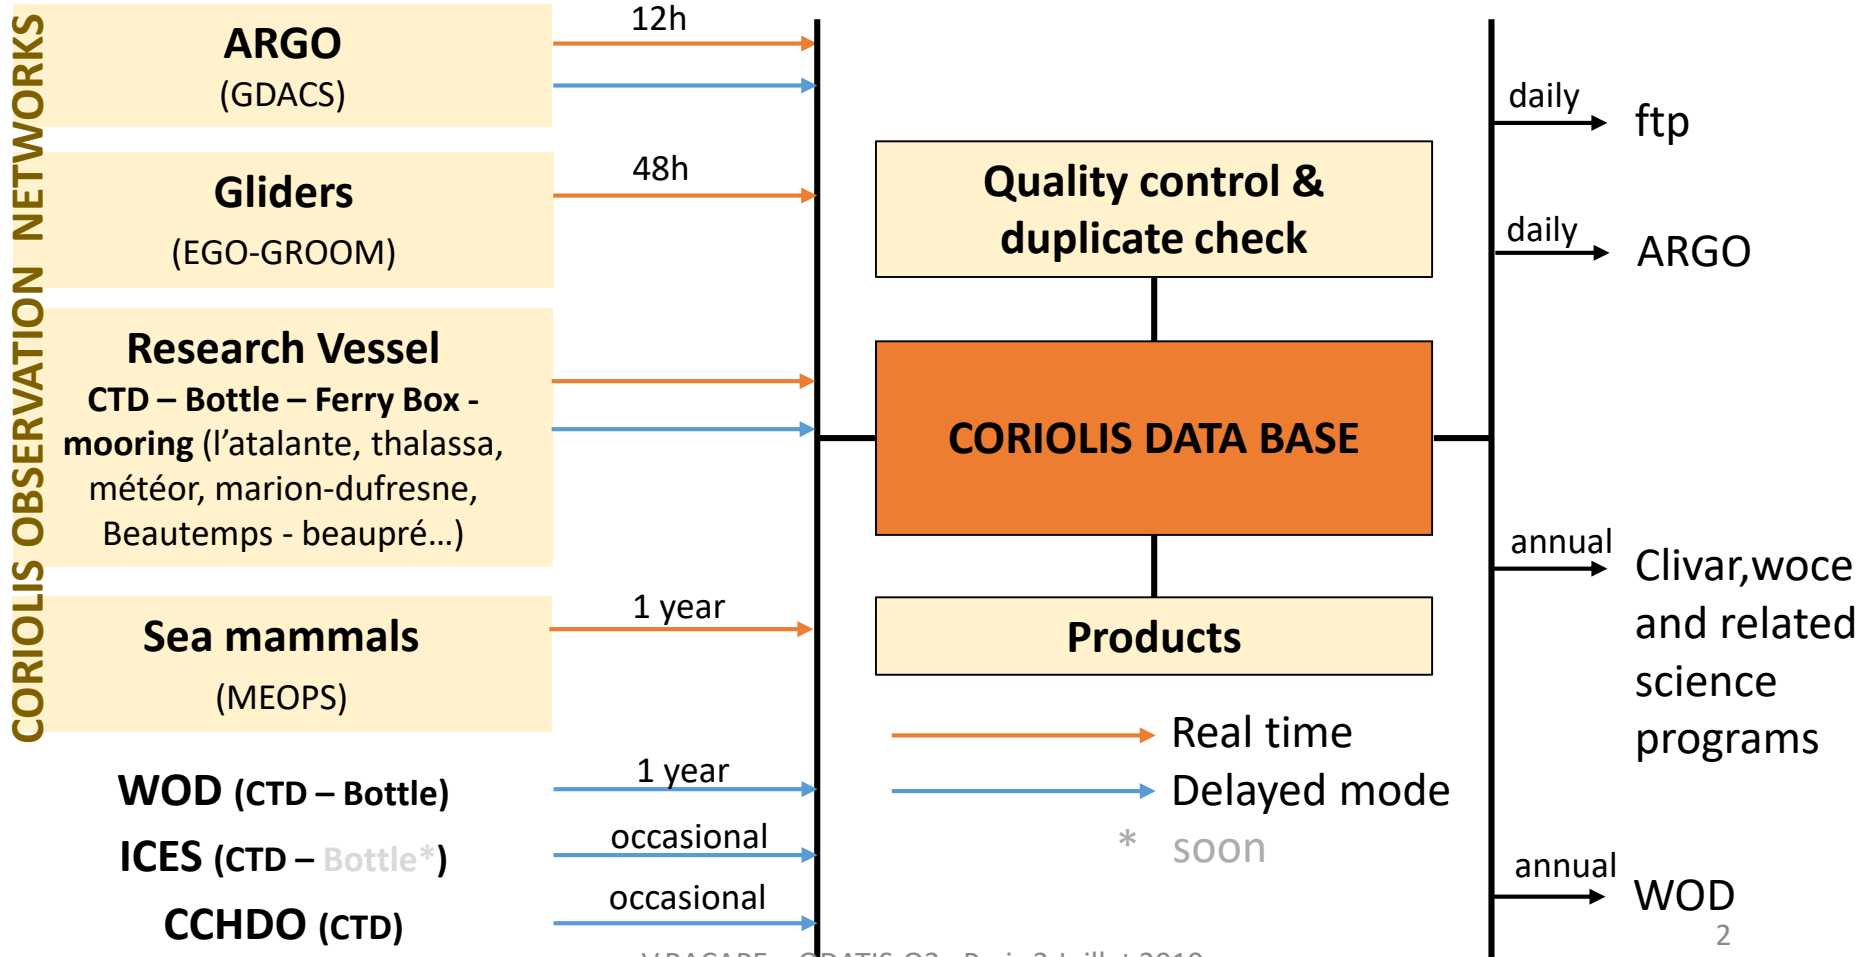 CORIOLIS OBSERVATION NETWORKS
ARGO
(GDACS)
12h
Gliders
(EGO-GROOM)
48h
Research Vessel
CTD – Bottle – Ferry Box -
mooring (l’atalante, thalassa,
météor, marion-dufresne,
Beautemps - beaupré…)
Sea mammals
(MEOPS)
1 year
WOD (CTD – Bottle)
1 year
ICES (CTD – Bottle*)
occasional
CCHDO (CTD)
occasional
Quality control &
duplicate check
CORIOLIS DATA BASE
Products
Real time
Delayed mode
* soon
daily
ftp
daily
ARGO
annual
Clivar,woce
and related
science
programs
annual
WOD
2